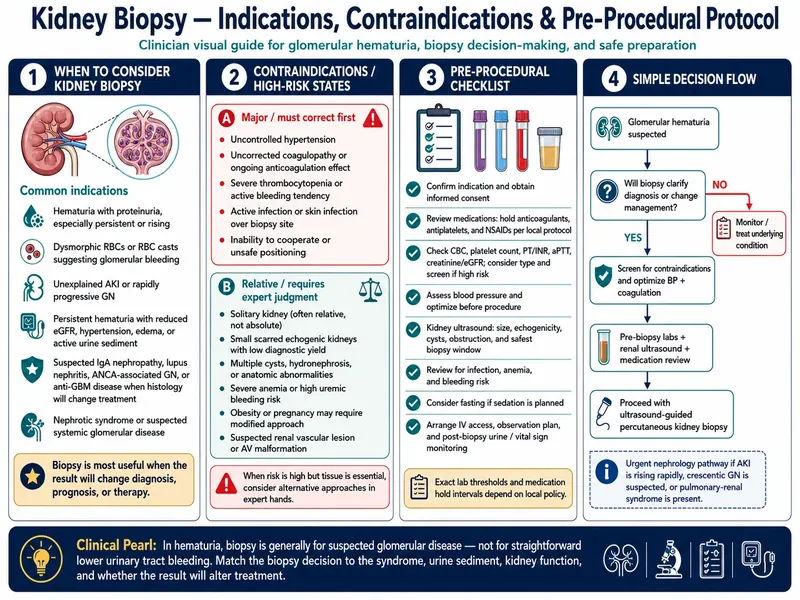 Kidney Biopsy — Indications, Contraindications & Pre-Procedural Protocol
Clinician visual guide for glomerular hematuria, biopsy decision-making, and safe preparation
1
WHEN TO CONSIDER
KIDNEY BIOPSY
Common indications
Hematuria with proteinuria,
especially persistent or rising
Dysmorphic RBCs or RBC casts
suggesting glomerular bleeding
Unexplained AKI or rapidly
progressive GN
Persistent hematuria with reduced
eGFR, hypertension, edema, or
active urine sediment
Suspected IgA nephropathy, lupus
nephritis, ANCA-associated GN, or
anti-GBM disease when histology
will change treatment
Nephrotic syndrome or suspected
systemic glomerular disease
Biopsy is most useful when the
result will change diagnosis,
prognosis, or therapy.
2
CONTRAINDICATIONS /
HIGH-RISK STATES
A
Major / must correct first
• Uncontrolled hypertension
• Uncorrected coagulopathy or
ongoing anticoagulation effect
• Severe thrombocytopenia or
active bleeding tendency
• Active infection or skin infection
over biopsy site
• Inability to cooperate or
unsafe positioning
B
Relative / requires
expert judgment
• Solitary kidney (often relative,
not absolute)
• Small scarred echogenic kidneys
with low diagnostic yield
• Multiple cysts, hydronephrosis,
or anatomic abnormalities
• Severe anemia or high uremic
bleeding risk
• Obesity or pregnancy may require
modified approach
• Suspected renal vascular lesion
or AV malformation
When risk is high but tissue is essential,
consider alternative approaches in
expert hands.
3
PRE-PROCEDURAL
CHECKLIST
Confirm indication and obtain
informed consent
Review medications: hold anticoagulants,
antiplatelets, and NSAIDs per local protocol
Check CBC, platelet count, PT/INR, aPTT,
creatinine/eGFR; consider type and
screen if high risk
Assess blood pressure and
optimize before procedure
Kidney ultrasound: size, echogenicity,
cysts, obstruction, and safest
biopsy window
Review for infection, anemia,
and bleeding risk
Consider fasting if sedation is planned
Arrange IV access, observation plan,
and post-biopsy urine / vital sign
monitoring
Exact lab thresholds and medication
hold intervals depend on local policy.
4
SIMPLE DECISION FLOW
Glomerular hematuria
suspected
?
Will biopsy clarify
diagnosis or change
management?
NO
Monitor /
treat underlying
condition
YES
Screen for contraindications
and optimize BP +
coagulation
Pre-biopsy labs +
renal ultrasound +
medication review
Proceed with
ultrasound-guided
percutaneous kidney biopsy
i
Urgent nephrology pathway if AKI
is rising rapidly, crescentic GN is
suspected, or pulmonary-renal
syndrome is present.
Clinical Pearl: In hematuria, biopsy is generally for suspected glomerular disease — not for straightforward
lower urinary tract bleeding. Match the biopsy decision to the syndrome, urine sediment, kidney function,
and whether the result will alter treatment.